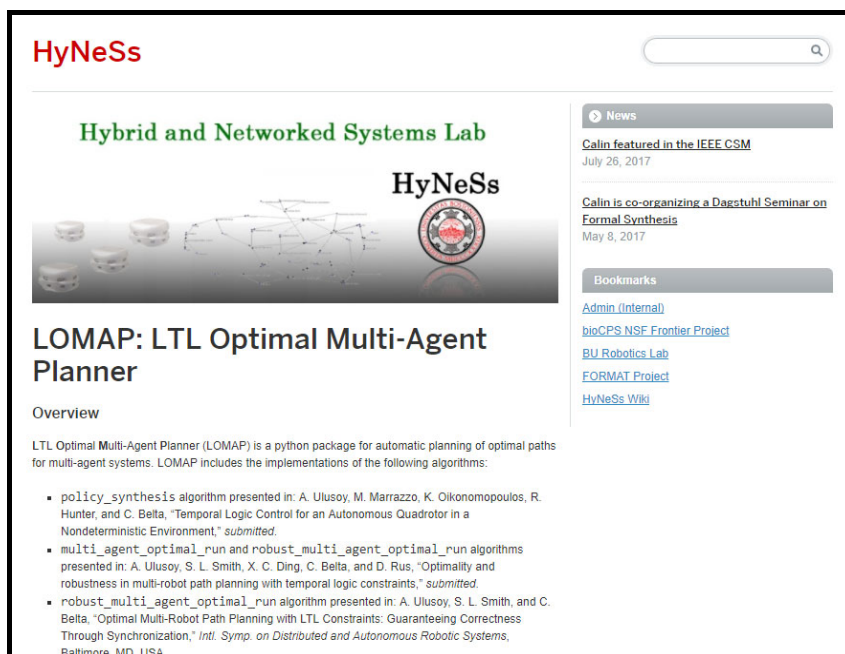 HyNeSs
Hybrid and Networked Systems Lab
HyNeSs
LOMAP: LTL Optimal Multi-Agent
Planner
Overview
LTL Optimal Multi-Agent Planner (LOMAP) is a python package for automatic planning of optimal paths
for multi-agent systems. LOMAP includes the implementations of the following algorithms:
▪ policy_synthesis algorithm presented in: A. Ulusoy, M. Marrazzo, K. Oikonomopoulos, R.
Hunter, and C. Belta, “Temporal Logic Control for an Autonomous Quadrotor in a
Nondeterministic Environment,” submitted.
▪ multi_agent_optimal_run and robust_multi_agent_optimal_run algorithms
presented in: A. Ulusoy, S. L. Smith, X. C. Ding, C. Belta, and D. Rus, “Optimality and
robustness in multi-robot path planning with temporal logic constraints,” submitted.
▪ robust_multi_agent_optimal_run algorithm presented in: A. Ulusoy, S. L. Smith, and C.
Belta, “Optimal Multi-Robot Path Planning with LTL Constraints: Guaranteeing Correctness
Through Synchronization,” Intl. Symp. on Distributed and Autonomous Robotic Systems,
Baltimore, MD, USA
News
Calin featured in the IEEE CSM
July 26, 2017
Calin is co-organizing a Dagstuhl Seminar on
Formal Synthesis
May 8, 2017
Bookmarks
Admin (Internal)
bioCPS NSF Frontier Project
BU Robotics Lab
FORMAT Project
HyNeSs Wiki